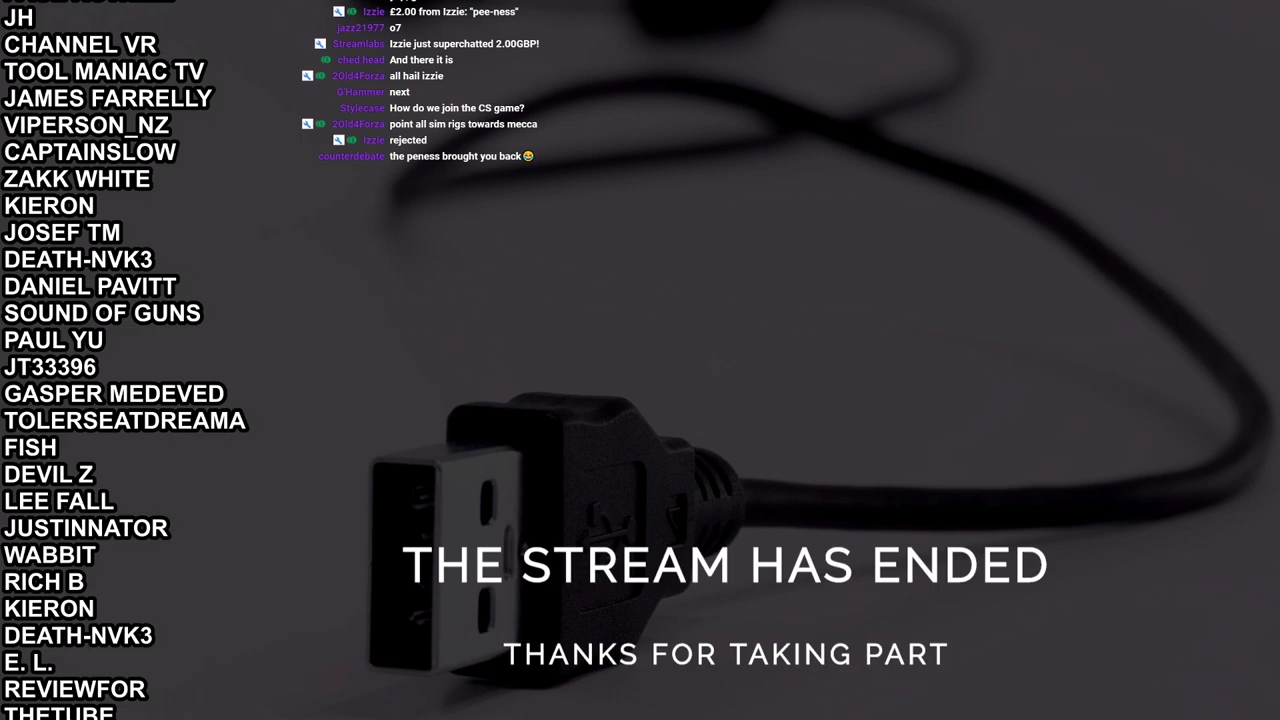 JH
CHANNEL VR
TOOL MANIAC TV
JAMES FARRELLY
VIPERSON_NZ
CAPTAINSLOW
ZAKK WHITE
KIERON
JOSEF TM
DEATH-NVK3
DANIEL PAVITT
SOUND OF GUNS
PAUL YU
JT33396
GASPER MEDEVED
TOLERSEATDREAMA
FISH
DEVIL Z
LEE FALL
JUSTINNATOR
WABBIT
RICH B
KIERON
DEATH-NVK3
E. L.
REVIEWFOR
THETUBE
Izzie £2.00 from Izzie: "pee-ness"
jazz21977 o7
Streamlabs Izzie just superchatted 2.00GBP!
ched head And there it is
2Old4Forza all hail izzie
G'Hammer next
Stylecase How do we join the CS game?
2Old4Forza point all sim rigs towards mecca
Izzie rejected
counterdebate the peness brought you back 😂
THE STREAM HAS ENDED
THANKS FOR TAKING PART